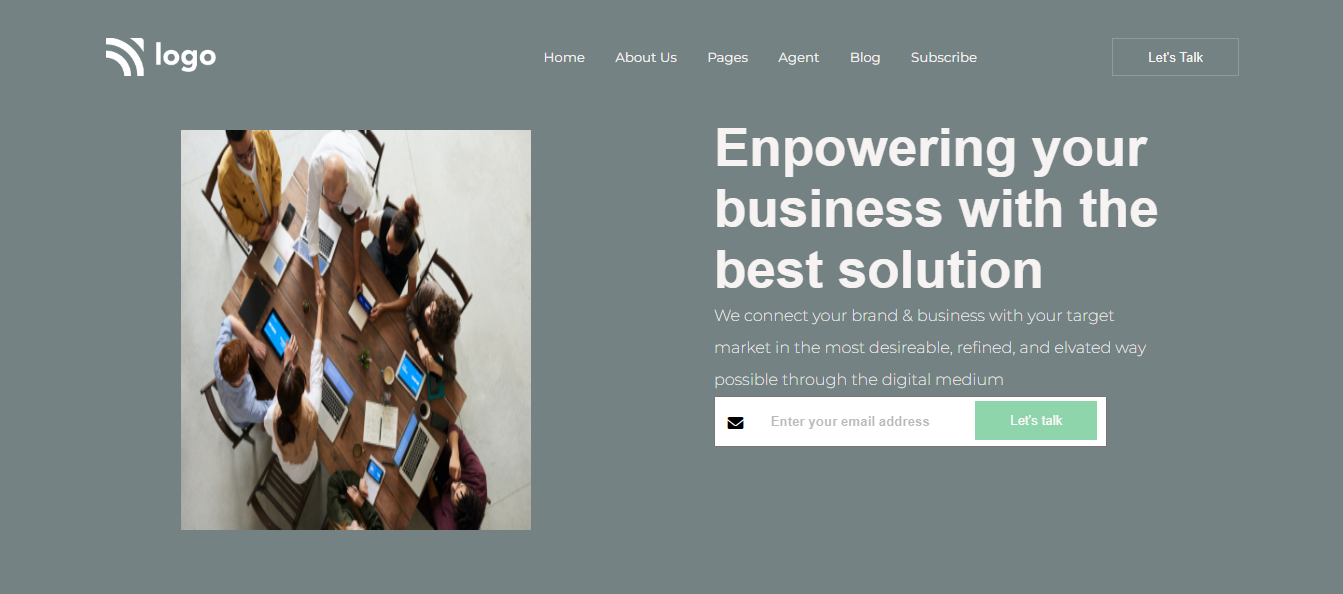 logo
Home About Us Pages Agent Blog Subscribe
Let's Talk
Enpowering your
business with the
best solution
We connect your brand & business with your target
market in the most desireable, refined, and elvated way
possible through the digital medium
Enter your email address
Let's talk